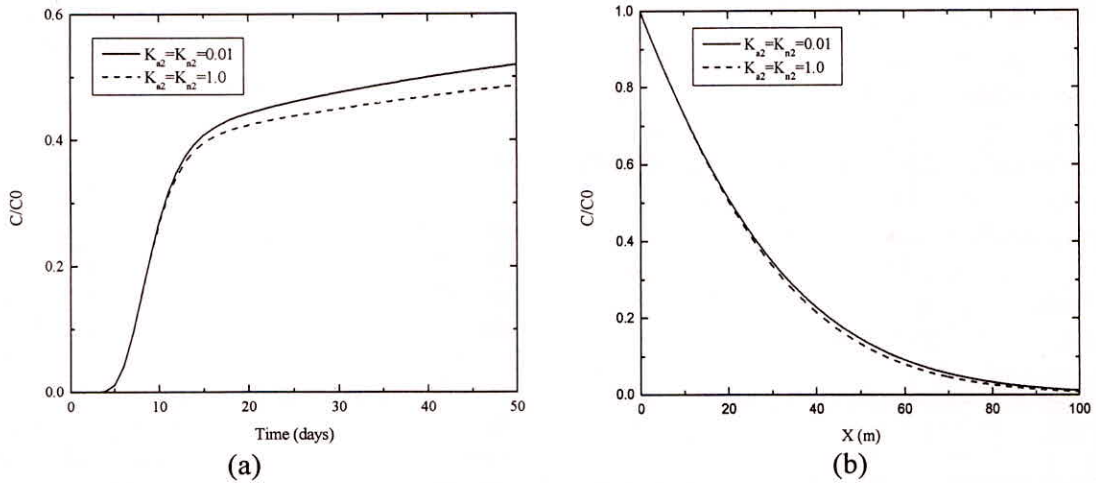 0.6
K_a2=K_n2=0.01
K_a2=K_n2=1.0
0.4
C/C0
0.2
0.0
0 10 20 30 40 50
Time (days)
(a)
1.0
K_a2=K_n2=0.01
K_a2=K_n2=1.0
0.8
0.6
C/C0
0.4
0.2
0.0
0 20 40 60 80 100
X (m)
(b)